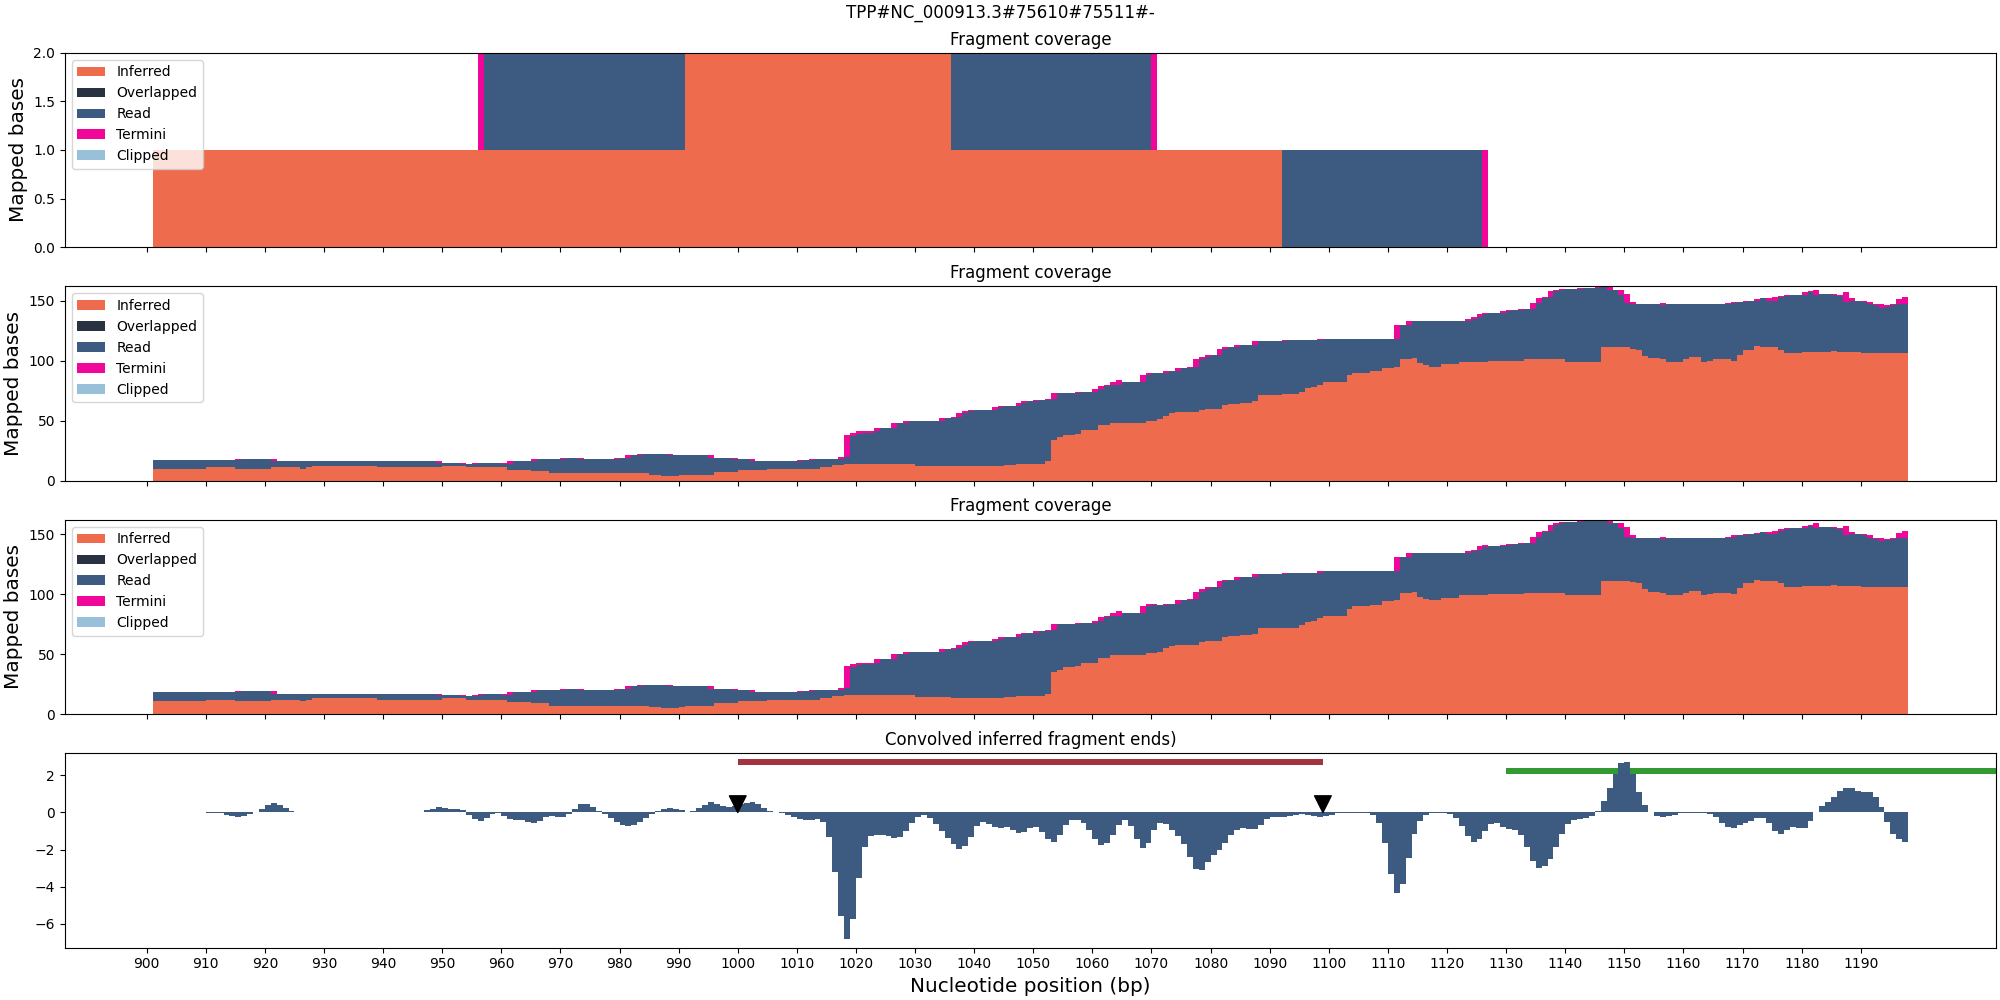 TPP#NC_000913.3#75610#75511#-
Fragment coverage
Mapped bases
2.0
1.5
1.0
0.5
0.0
Inferred
Overlapped
Read
Termini
Clipped
Fragment coverage
Mapped bases
150
100
50
0
Inferred
Overlapped
Read
Termini
Clipped
Fragment coverage
Mapped bases
150
100
50
0
Inferred
Overlapped
Read
Termini
Clipped
Convolved inferred fragment ends)
2
0
−2
−4
−6
900 910 920 930 940 950 960 970 980 990 1000 1010 1020 1030 1040 1050 1060 1070 1080 1090 1100 1110 1120 1130 1140 1150 1160 1170 1180 1190
Nucleotide position (bp)